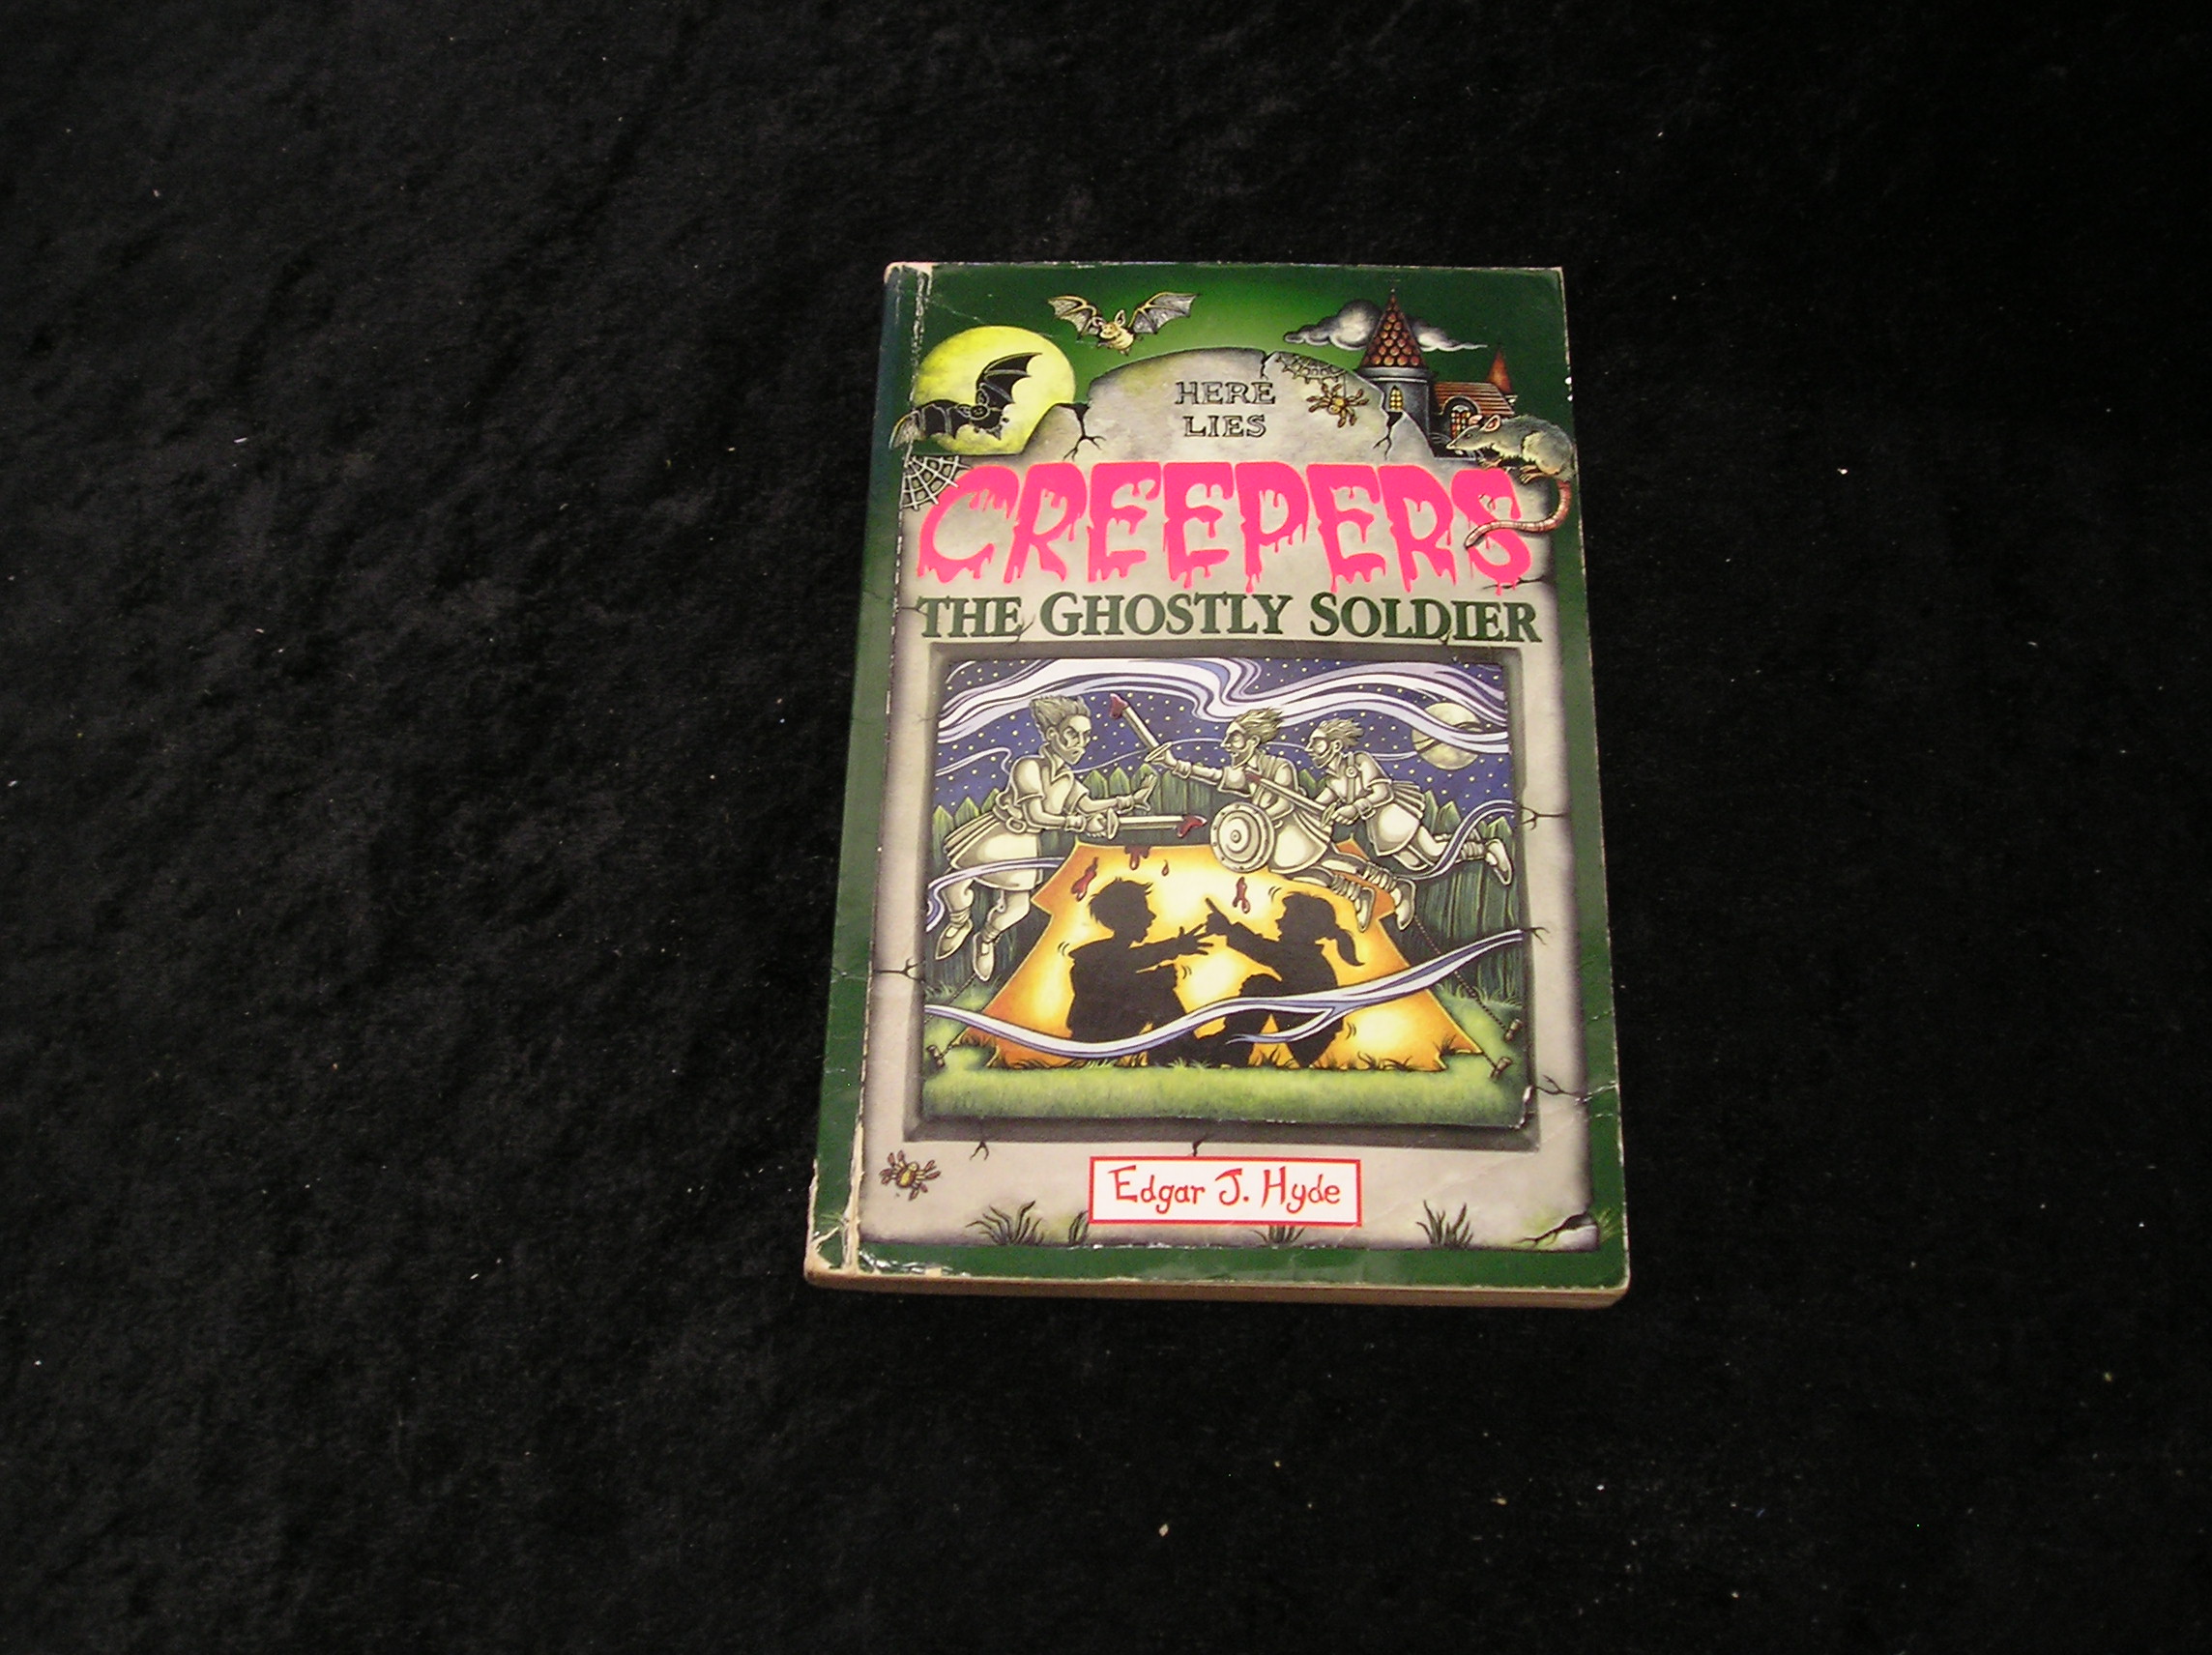 HERE
LIES
CREEPERS
THE GHOSTLY SOLDIER
Edgar J. Hyde